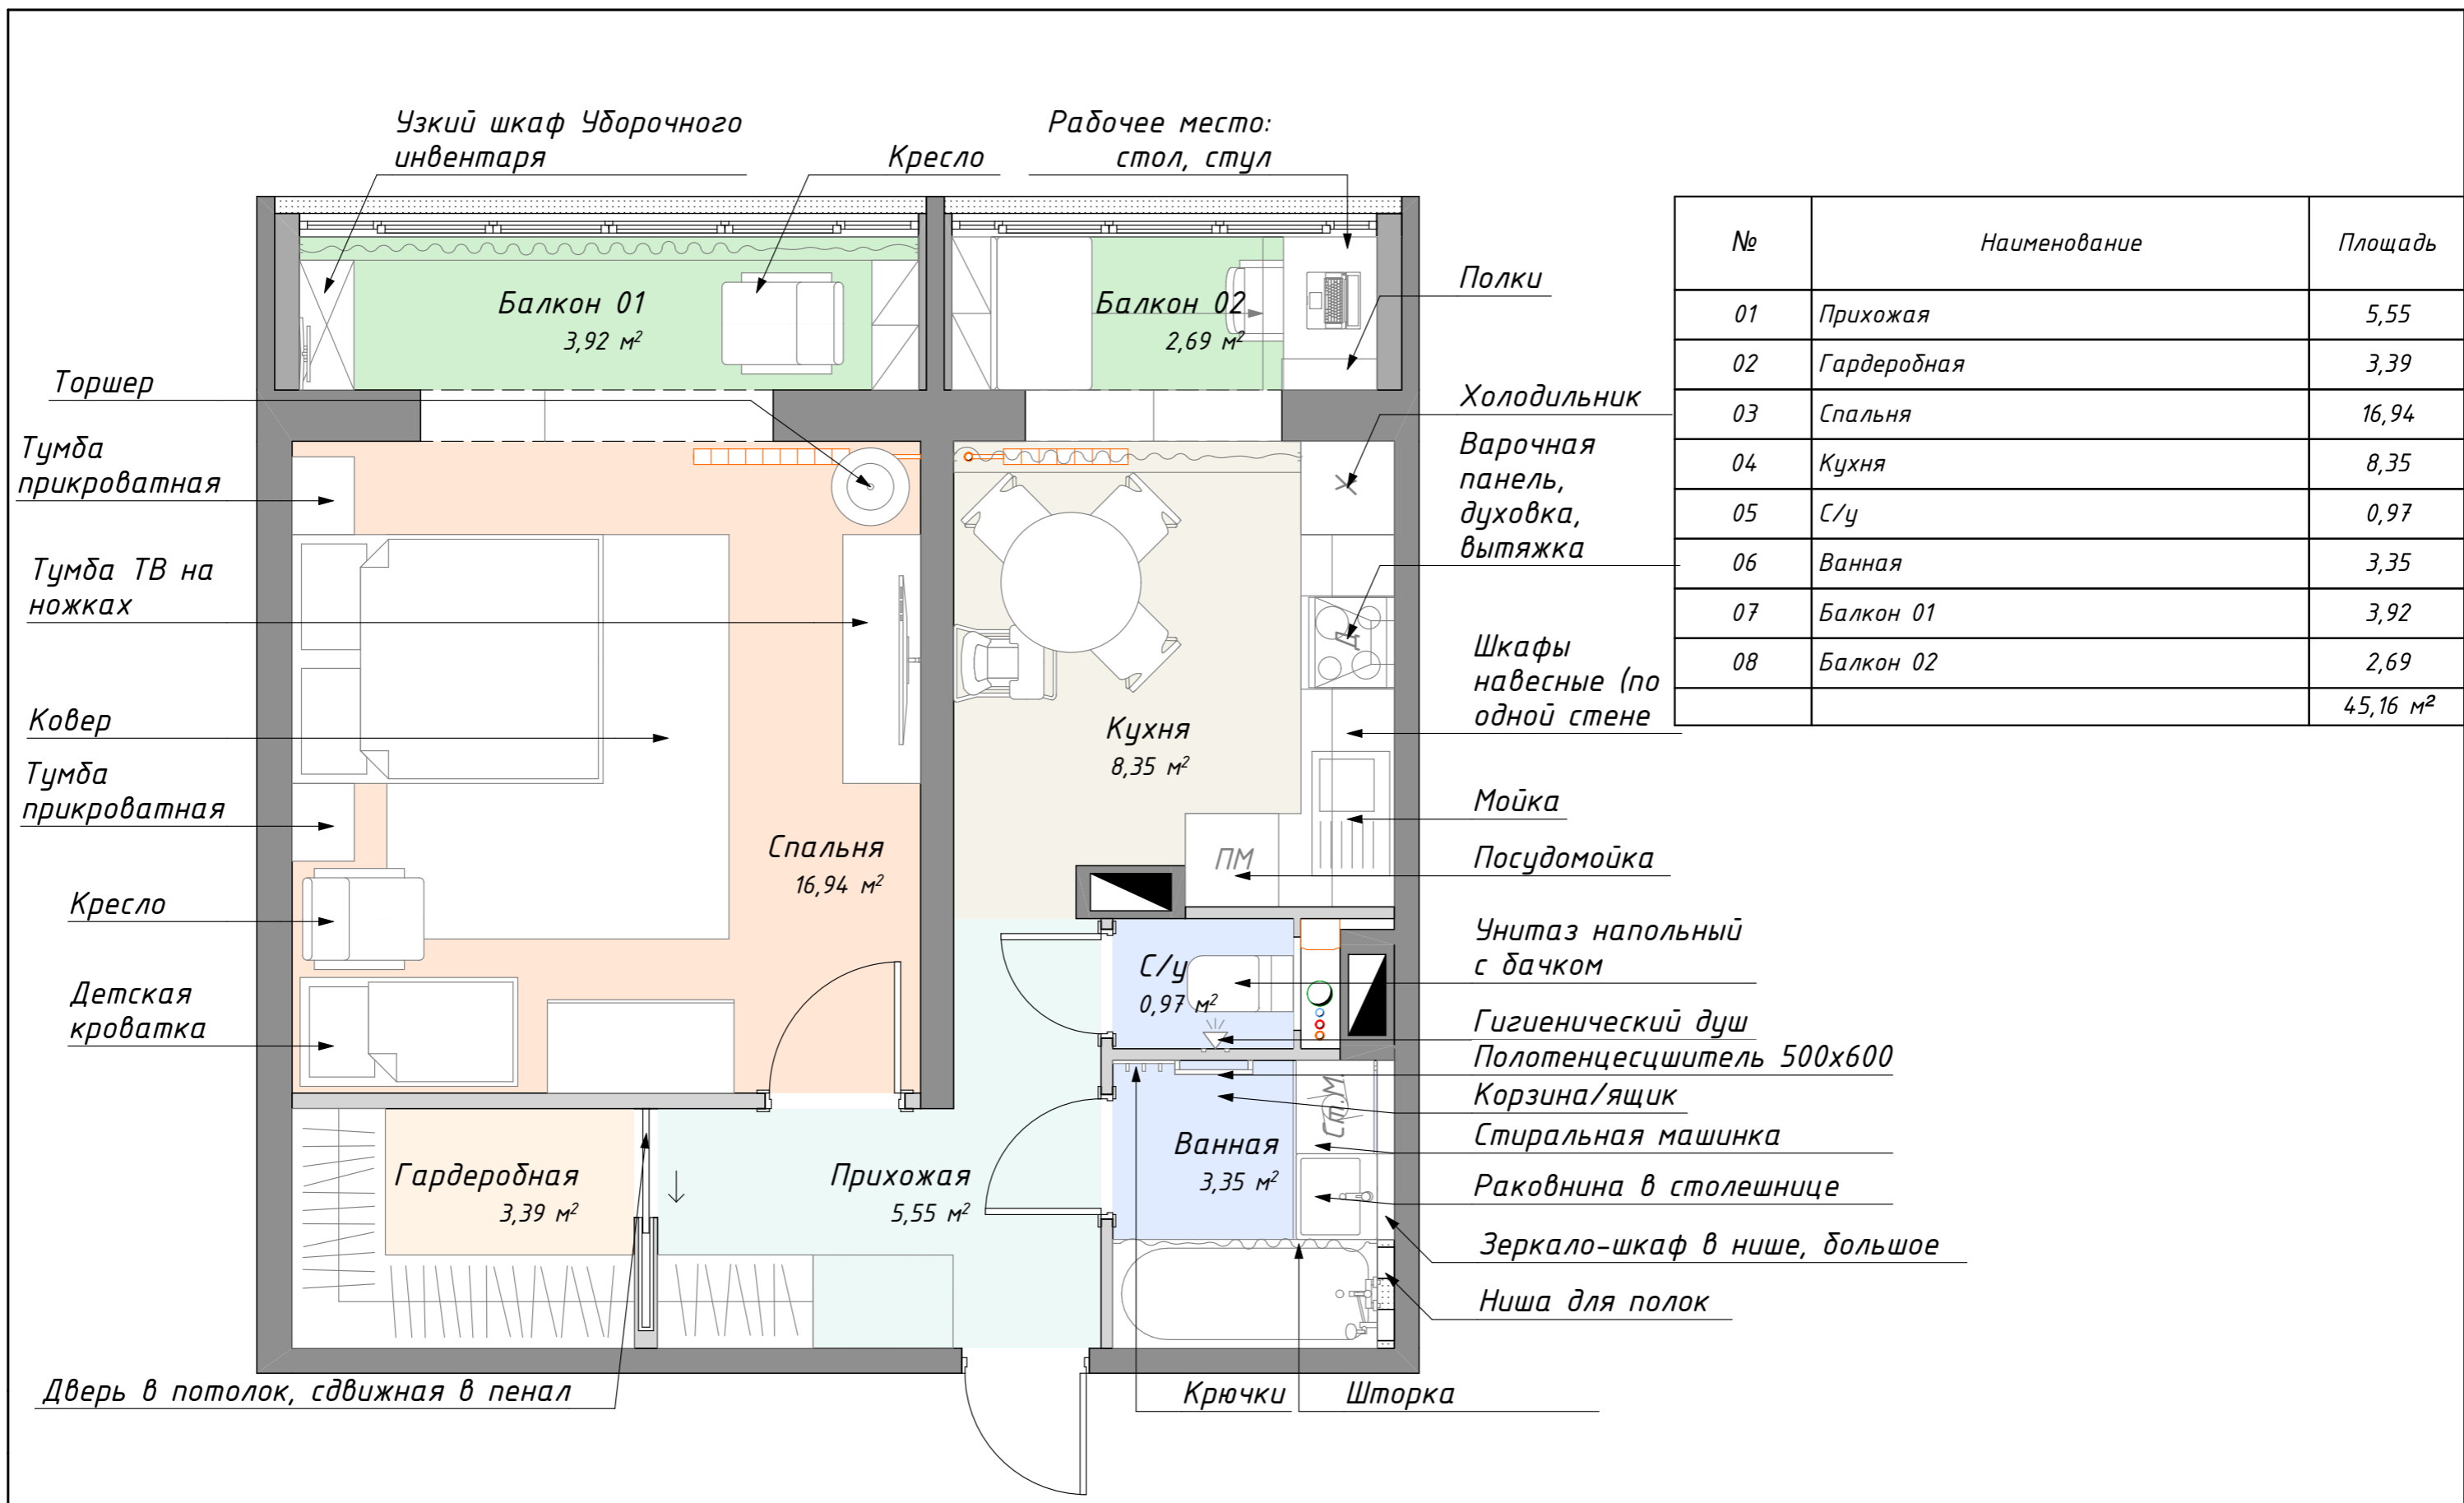 Узкий шкаф Уборочного
инвентаря
Кресло
Рабочее место:
стол, стул
Балкон 01
3,92 м²
Балкон 02
2,69 м²
Полки
Торшер
Тумба
прикроватная
Тумба ТВ на
ножках
Ковер
Тумба
прикроватная
Кресло
Детская
кроватка
Холодильник
Х
Варочная
панель,
духовка,
вытяжка
Д
Шкафы
навесные (по
одной стене
Кухня
8,35 м²
Мойка
Посудомойка
ПМ
Спальня
16,94 м²
Унитаз напольный
с бачком
С/у
0,97 м²
Гигиенический душ
Полотенцесцшитель 500х600
Корзина/ящик
Ст.М.
Стиральная машинка
Ванная
3,35 м²
Раковнина в столешнице
Зеркало-шкаф в нише, большое
Ниша для полок
Гардеробная
3,39 м²
Прихожая
5,55 м²
Дверь в потолок, сдвижная в пенал
Крючки
Шторка
№ Наименование Площадь
01 Прихожая 5,55
02 Гардеробная 3,39
03 Спальня 16,94
04 Кухня 8,35
05 С/у 0,97
06 Ванная 3,35
07 Балкон 01 3,92
08 Балкон 02 2,69
45,16 м²